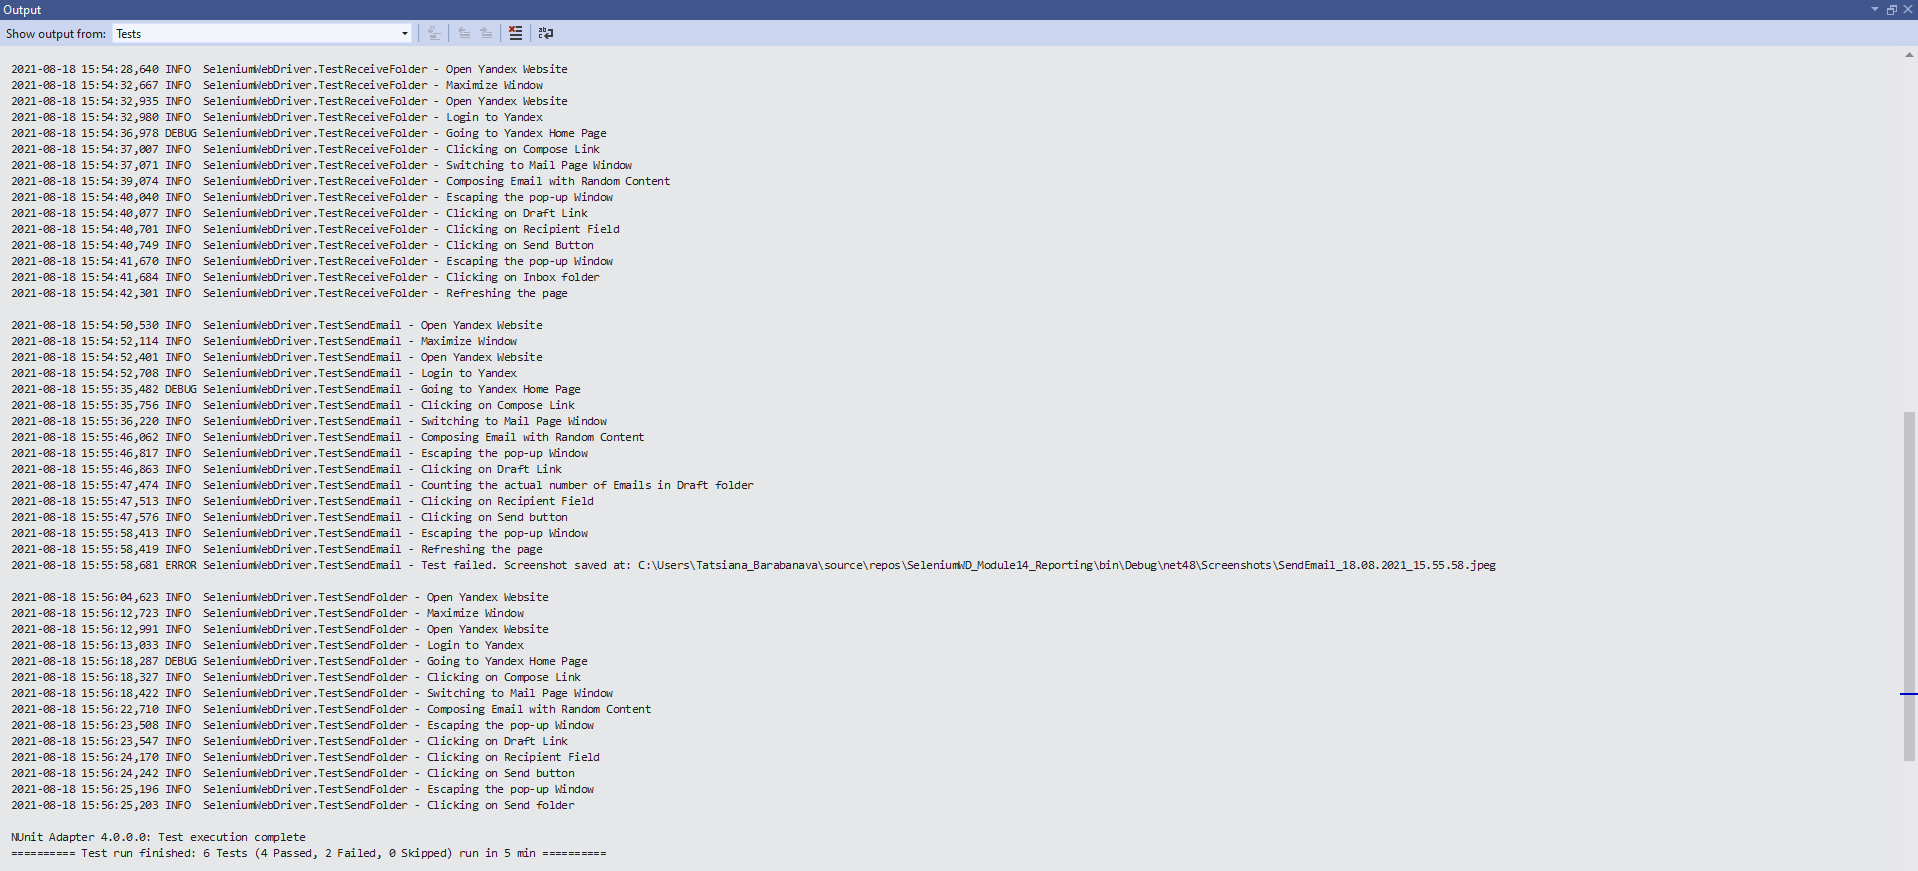 Output
Show output from: Tests
2021-08-18 15:54:28,640 INFO  SeleniumWebDriver.TestReceiveFolder - Open Yandex Website
2021-08-18 15:54:32,667 INFO  SeleniumWebDriver.TestReceiveFolder - Maximize Window
2021-08-18 15:54:32,935 INFO  SeleniumWebDriver.TestReceiveFolder - Open Yandex Website
2021-08-18 15:54:32,980 INFO  SeleniumWebDriver.TestReceiveFolder - Login to Yandex
2021-08-18 15:54:36,978 DEBUG SeleniumWebDriver.TestReceiveFolder - Going to Yandex Home Page
2021-08-18 15:54:37,007 INFO  SeleniumWebDriver.TestReceiveFolder - Clicking on Compose Link
2021-08-18 15:54:37,071 INFO  SeleniumWebDriver.TestReceiveFolder - Switching to Mail Page Window
2021-08-18 15:54:39,074 INFO  SeleniumWebDriver.TestReceiveFolder - Composing Email with Random Content
2021-08-18 15:54:40,040 INFO  SeleniumWebDriver.TestReceiveFolder - Escaping the pop-up Window
2021-08-18 15:54:40,077 INFO  SeleniumWebDriver.TestReceiveFolder - Clicking on Draft Link
2021-08-18 15:54:40,701 INFO  SeleniumWebDriver.TestReceiveFolder - Clicking on Recipient Field
2021-08-18 15:54:40,749 INFO  SeleniumWebDriver.TestReceiveFolder - Clicking on Send Button
2021-08-18 15:54:41,670 INFO  SeleniumWebDriver.TestReceiveFolder - Escaping the pop-up Window
2021-08-18 15:54:41,684 INFO  SeleniumWebDriver.TestReceiveFolder - Clicking on Inbox folder
2021-08-18 15:54:42,301 INFO  SeleniumWebDriver.TestReceiveFolder - Refreshing the page
2021-08-18 15:54:50,530 INFO  SeleniumWebDriver.TestSendEmail - Open Yandex Website
2021-08-18 15:54:52,114 INFO  SeleniumWebDriver.TestSendEmail - Maximize Window
2021-08-18 15:54:52,401 INFO  SeleniumWebDriver.TestSendEmail - Open Yandex Website
2021-08-18 15:54:52,708 INFO  SeleniumWebDriver.TestSendEmail - Login to Yandex
2021-08-18 15:55:35,482 DEBUG SeleniumWebDriver.TestSendEmail - Going to Yandex Home Page
2021-08-18 15:55:35,756 INFO  SeleniumWebDriver.TestSendEmail - Clicking on Compose Link
2021-08-18 15:55:36,220 INFO  SeleniumWebDriver.TestSendEmail - Switching to Mail Page Window
2021-08-18 15:55:46,062 INFO  SeleniumWebDriver.TestSendEmail - Composing Email with Random Content
2021-08-18 15:55:46,817 INFO  SeleniumWebDriver.TestSendEmail - Escaping the pop-up Window
2021-08-18 15:55:46,863 INFO  SeleniumWebDriver.TestSendEmail - Clicking on Draft Link
2021-08-18 15:55:47,474 INFO  SeleniumWebDriver.TestSendEmail - Counting the actual number of Emails in Draft folder
2021-08-18 15:55:47,513 INFO  SeleniumWebDriver.TestSendEmail - Clicking on Recipient Field
2021-08-18 15:55:47,576 INFO  SeleniumWebDriver.TestSendEmail - Clicking on Send button
2021-08-18 15:55:58,413 INFO  SeleniumWebDriver.TestSendEmail - Escaping the pop-up Window
2021-08-18 15:55:58,419 INFO  SeleniumWebDriver.TestSendEmail - Refreshing the page
2021-08-18 15:55:58,681 ERROR SeleniumWebDriver.TestSendEmail - Test failed. Screenshot saved at: C:\Users\Tatsiana_Barabanava\source\repos\SeleniumWD_Module14_Reporting\bin\Debug\net48\Screenshots\SendEmail_18.08.2021_15.55.58.jpeg
2021-08-18 15:56:04,623 INFO  SeleniumWebDriver.TestSendFolder - Open Yandex Website
2021-08-18 15:56:12,723 INFO  SeleniumWebDriver.TestSendFolder - Maximize Window
2021-08-18 15:56:12,991 INFO  SeleniumWebDriver.TestSendFolder - Open Yandex Website
2021-08-18 15:56:13,033 INFO  SeleniumWebDriver.TestSendFolder - Login to Yandex
2021-08-18 15:56:18,287 DEBUG SeleniumWebDriver.TestSendFolder - Going to Yandex Home Page
2021-08-18 15:56:18,327 INFO  SeleniumWebDriver.TestSendFolder - Clicking on Compose Link
2021-08-18 15:56:18,422 INFO  SeleniumWebDriver.TestSendFolder - Switching to Mail Page Window
2021-08-18 15:56:22,710 INFO  SeleniumWebDriver.TestSendFolder - Composing Email with Random Content
2021-08-18 15:56:23,508 INFO  SeleniumWebDriver.TestSendFolder - Escaping the pop-up Window
2021-08-18 15:56:23,547 INFO  SeleniumWebDriver.TestSendFolder - Clicking on Draft Link
2021-08-18 15:56:24,170 INFO  SeleniumWebDriver.TestSendFolder - Clicking on Recipient Field
2021-08-18 15:56:24,242 INFO  SeleniumWebDriver.TestSendFolder - Clicking on Send button
2021-08-18 15:56:25,196 INFO  SeleniumWebDriver.TestSendFolder - Escaping the pop-up Window
2021-08-18 15:56:25,203 INFO  SeleniumWebDriver.TestSendFolder - Clicking on Send folder
NUnit Adapter 4.0.0.0: Test execution complete
========== Test run finished: 6 Tests (4 Passed, 2 Failed, 0 Skipped) run in 5 min ==========